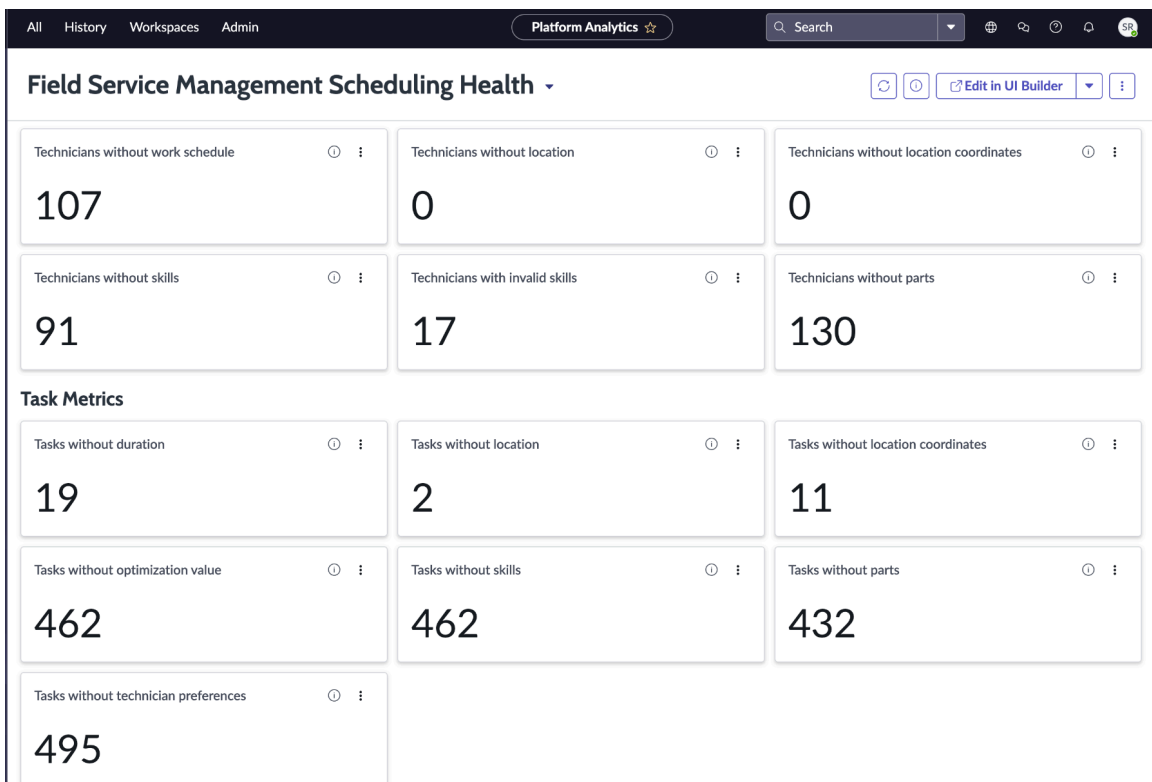 All History Workspaces Admin Platform Analytics Search SR
Field Service Management Scheduling Health Edit in UI Builder
Technicians without work schedule Technicians without location Technicians without location coordinates
107 0 0
Technicians without skills Technicians with invalid skills Technicians without parts
91 17 130
Task Metrics
Tasks without duration Tasks without location Tasks without location coordinates
19 2 11
Tasks without optimization value Tasks without skills Tasks without parts
462 462 432
Tasks without technician preferences
495